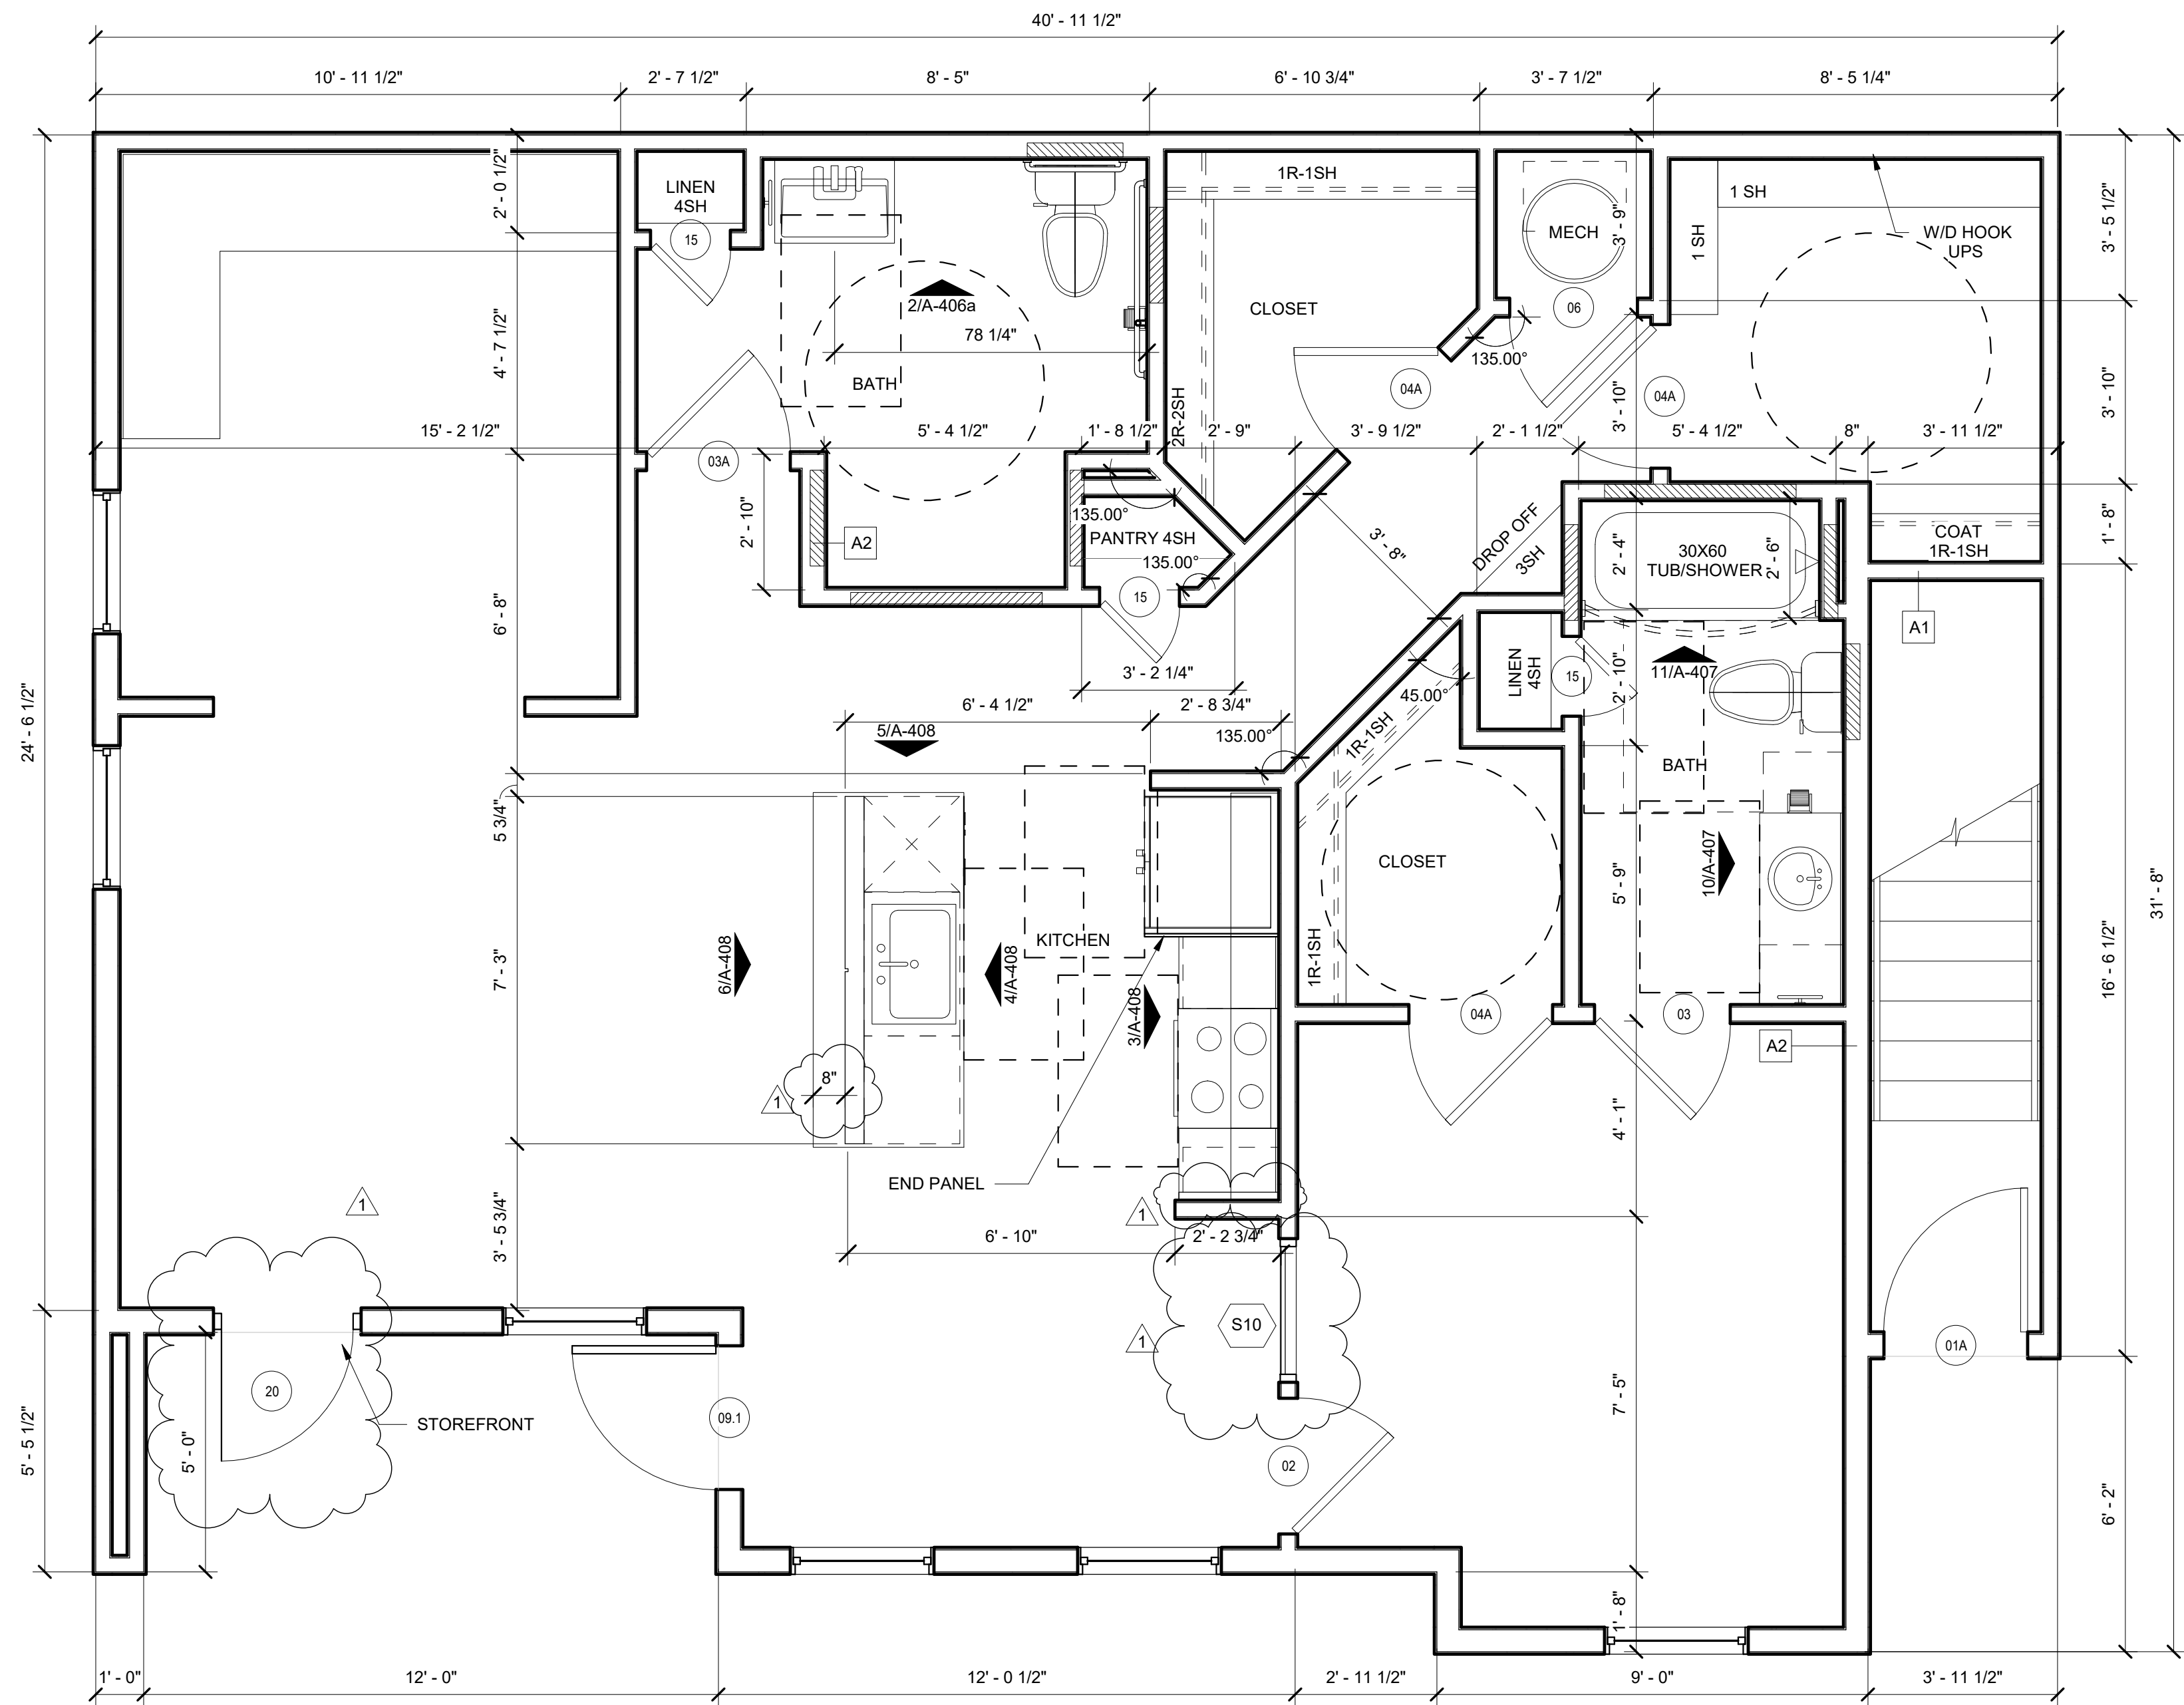 40' - 11 1/2"
10' - 11 1/2"
2' - 7 1/2"
8' - 5"
6' - 10 3/4"
3' - 7 1/2"
8' - 5 1/4"
2' - 0 1/2"
LINEN
4SH
15
1R-1SH
MECH
3' - 9"
06
1 SH
1 SH
W/D HOOK
UPS
3' - 5 1/2"
2/A-406a
78 1/4"
BATH
CLOSET
135.00°
04A
04A
4' - 7 1/2"
3' - 10"
3' - 10"
2R-2SH
15' - 2 1/2"
5' - 4 1/2"
1' - 8 1/2"
2' - 9"
3' - 9 1/2"
2' - 1 1/2"
5' - 4 1/2"
8"
3' - 11 1/2"
03A
2' - 10"
A2
135.00°
PANTRY 4SH
135.00°
15
3' - 8"
DROP OFF
3SH
2' - 4"
30X60
TUB/SHOWER
2' - 6"
COAT
1R-1SH
1' - 8"
A1
6' - 8"
24' - 6 1/2"
3' - 2 1/4"
6' - 4 1/2"
2' - 8 3/4"
5/A-408
135.00°
45.00°
1R-1SH
LINEN
4SH
15
2' - 10"
11/A-407
BATH
5 3/4"
7' - 3"
6/A-408
4/A-408
KITCHEN
3/A-408
CLOSET
1R-1SH
5' - 9"
10/A-407
31' - 8"
16' - 6 1/2"
04A
03
A2
8"
1
4' - 1"
END PANEL
3' - 5 3/4"
1
1
6' - 10"
2' - 2 3/4"
1
S10
20
STOREFRONT
5' - 0"
5' - 5 1/2"
09.1
02
7' - 5"
01A
6' - 2"
1' - 8"
1' - 0"
12' - 0"
12' - 0 1/2"
2' - 11 1/2"
9' - 0"
3' - 11 1/2"